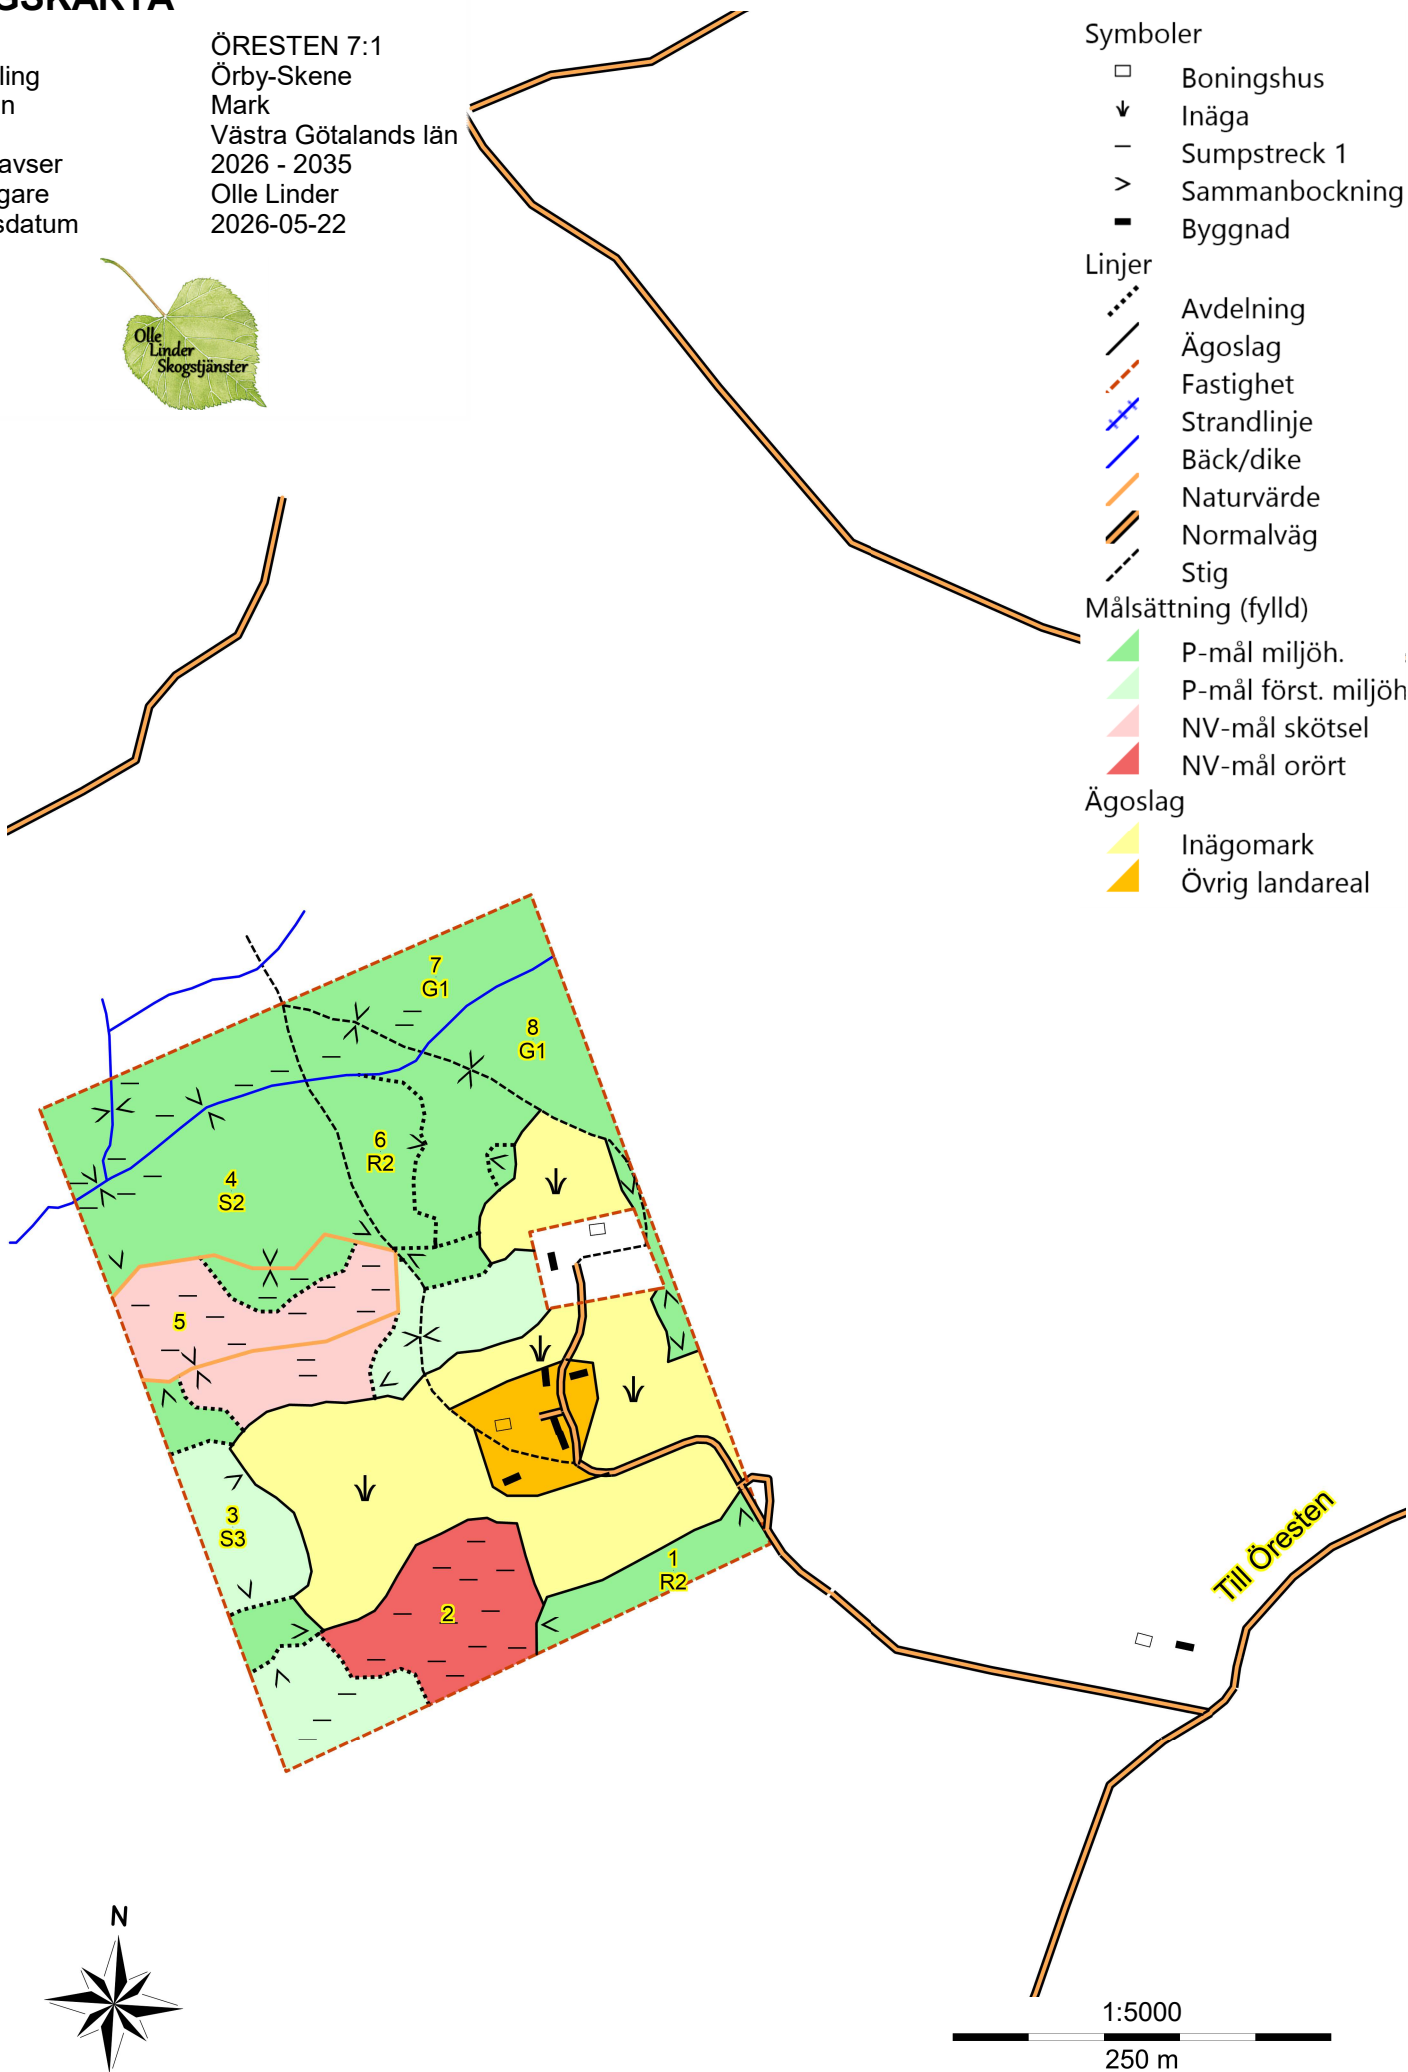 GSKARTA
ÖRESTEN 7:1
ling Örby-Skene
n Mark
Västra Götalands län
avser 2026 - 2035
gare Olle Linder
sdatum 2026-05-22
Olle
Linder
Skogstjänster
Symboler
Boningshus
Inäga
Sumpstreck 1
Sammanbockning
Byggnad
Linjer
Avdelning
Ägoslag
Fastighet
Strandlinje
Bäck/dike
Naturvärde
Normalväg
Stig
Målsättning (fylld)
P-mål miljöh.
P-mål först. miljöh
NV-mål skötsel
NV-mål orört
Ägoslag
Inägomark
Övrig landareal
7
G1
8
G1
6
R2
4
S2
5
3
S3
1
R2
2
Till Öresten
N
1:5000
250 m